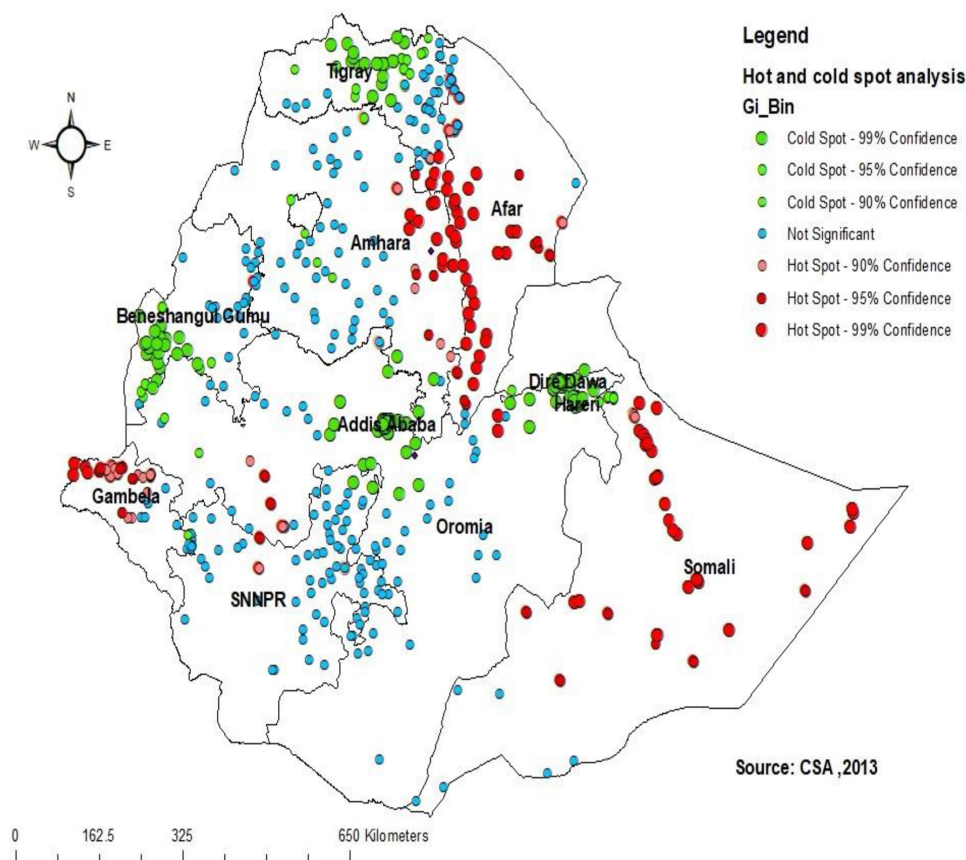 Legend
Hot and cold spot analysis
Gi_Bin
Cold Spot - 99% Confidence
Cold Spot - 95% Confidence
Cold Spot - 90% Confidence
Not Significant
Hot Spot - 90% Confidence
Hot Spot - 95% Confidence
Hot Spot - 99% Confidence
N
W E
S
Tigray
Afar
Amhara
Beneshangul Gumu
Dire Dawa
Hareri
Addis Ababa
Gambela
Oromia
Somali
SNNPR
Source: CSA ,2013
0 162.5 325 650 Kilometers